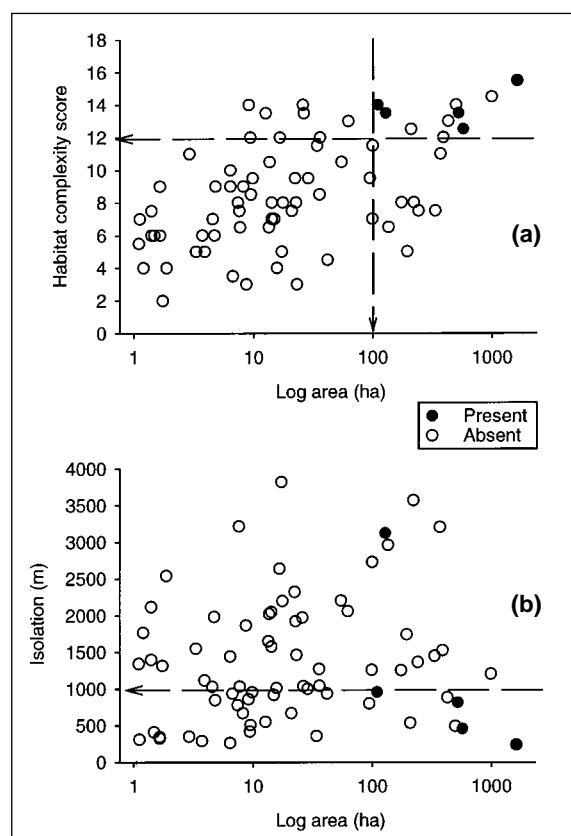 18
16
14
12
10
8
6
4
2
0
Habitat complexity score
(a)
1 10 100 1000
Log area (ha)
Present
Absent
4000
3500
3000
2500
2000
1500
1000
500
0
Isolation (m)
(b)
1 10 100 1000
Log area (ha)